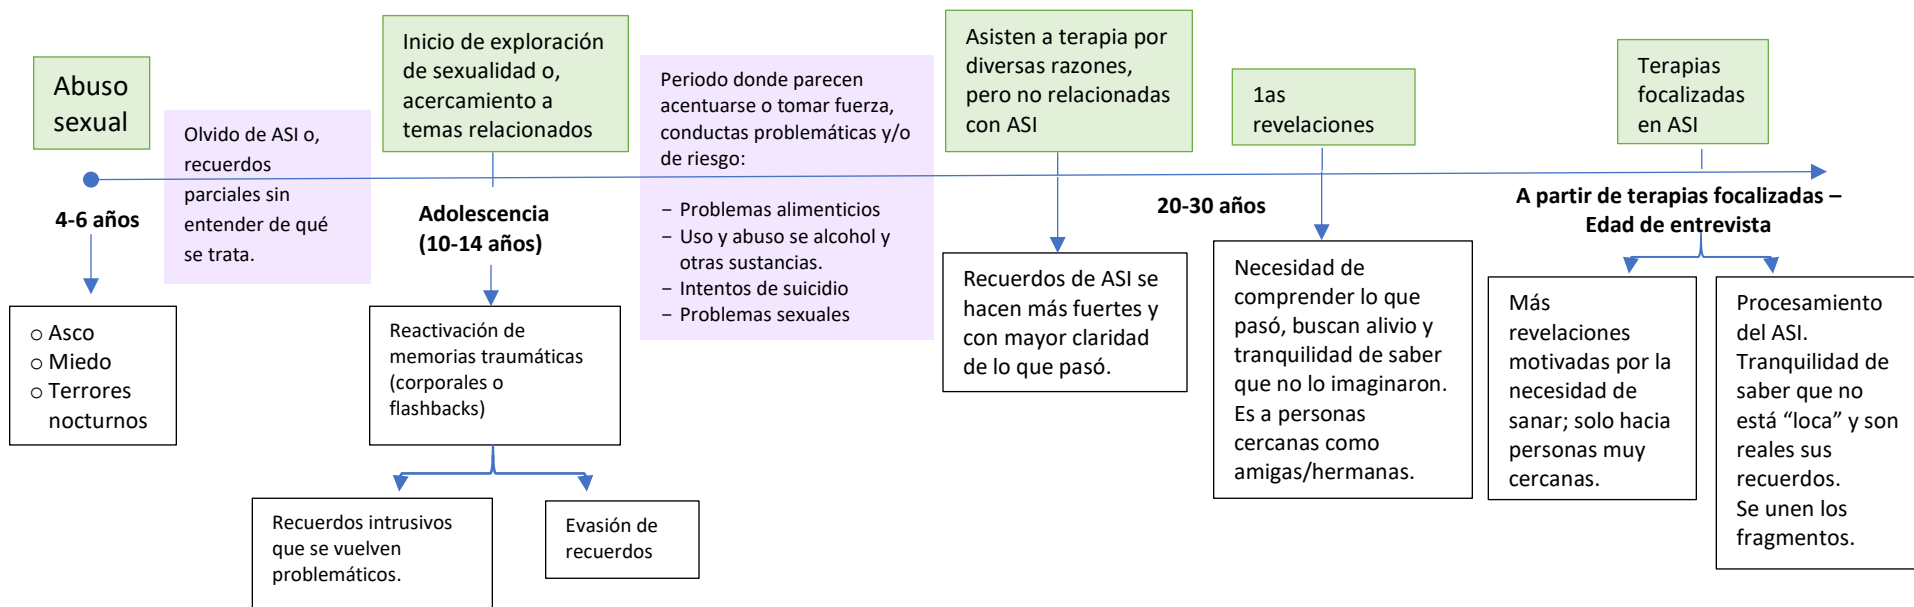 Abuso
sexual
4-6 años
○ Asco
○ Miedo
○ Terrores
nocturnos
Olvido de ASI o,
recuerdos
parciales sin
entender de qué
se trata.
Inicio de exploración
de sexualidad o,
acercamiento a
temas relacionados
Adolescencia
(10-14 años)
Reactivación de
memorias traumáticas
(corporales o
flashbacks)
Recuerdos intrusivos
que se vuelven
problemáticos.
Evasión de
recuerdos
Periodo donde parecen
acentuarse o tomar fuerza,
conductas problemáticas y/o
de riesgo:
− Problemas alimenticios
− Uso y abuso se alcohol y
otras sustancias.
− Intentos de suicidio
− Problemas sexuales
Asisten a terapia por
diversas razones,
pero no relacionadas
con ASI
Recuerdos de ASI se
hacen más fuertes y
con mayor claridad
de lo que pasó.
20-30 años
1as
revelaciones
Necesidad de
comprender lo que
pasó, buscan alivio y
tranquilidad de saber
que no lo imaginaron.
Es a personas
cercanas como
amigas/hermanas.
Terapias
focalizadas
en ASI
A partir de terapias focalizadas –
Edad de entrevista
Más
revelaciones
motivadas por la
necesidad de
sanar; solo hacia
personas muy
cercanas.
Procesamiento
del ASI.
Tranquilidad de
saber que no
está “loca” y son
reales sus
recuerdos.
Se unen los
fragmentos.